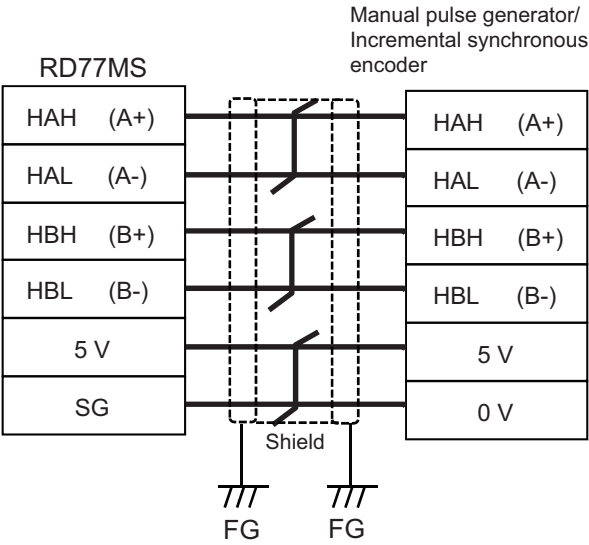 Manual pulse generator/
Incremental synchronous
encoder
RD77MS
HAH (A+)
HAL (A-)
HBH (B+)
HBL (B-)
5 V
SG
HAH (A+)
HAL (A-)
HBH (B+)
HBL (B-)
5 V
0 V
Shield
FG
FG